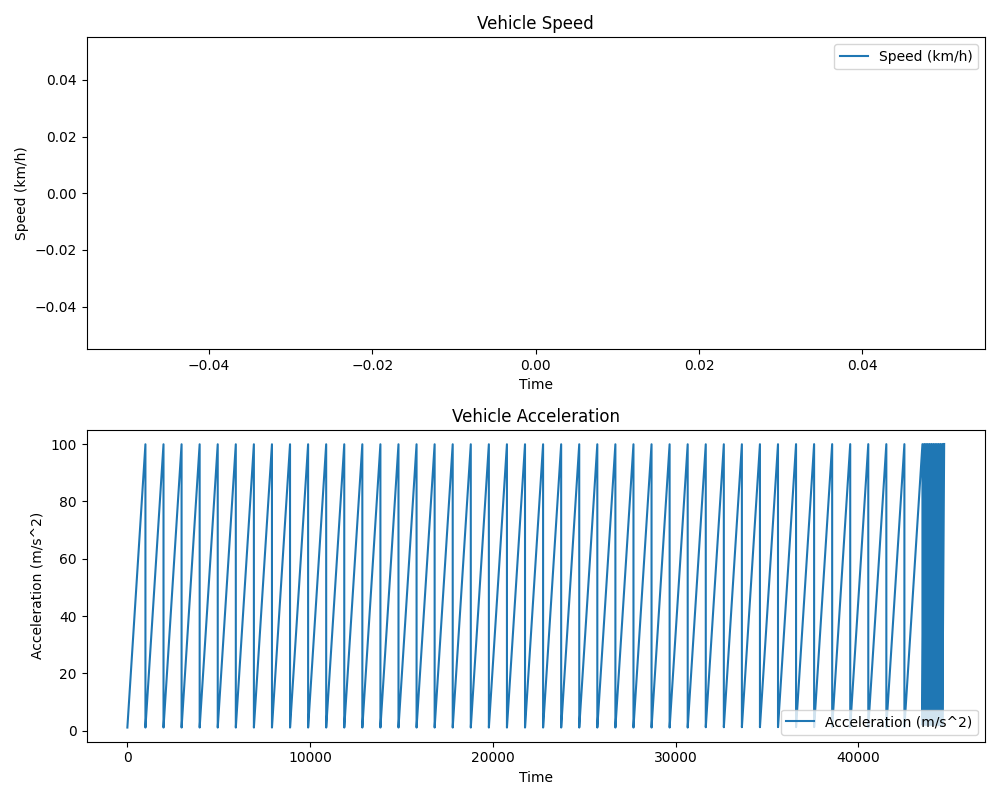 Vehicle Speed
Speed (km/h)
0.04
0.02
0.00
−0.02
−0.04
Speed (km/h)
−0.04 −0.02 0.00 0.02 0.04
Time
Vehicle Acceleration
100
80
60
40
20
0
Acceleration (m/s^2)
Acceleration (m/s^2)
0 10000 20000 30000 40000
Time